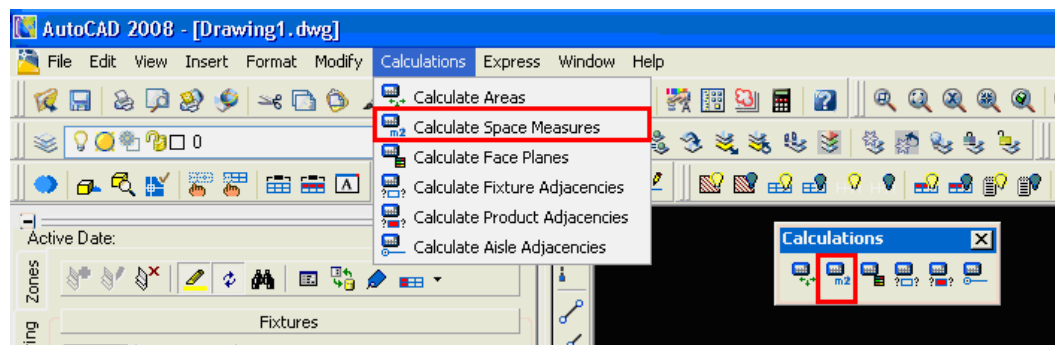 AutoCAD 2008 - [Drawing1.dwg]
File Edit View Insert Format Modify Calculations Express Window Help
Calculate Areas
m2 Calculate Space Measures
0
Calculate Face Planes
Calculate Fixture Adjacencies
Calculate Product Adjacencies
Calculate Aisle Adjacencies
Active Date:
Zones
Fixtures
Calculations
m2